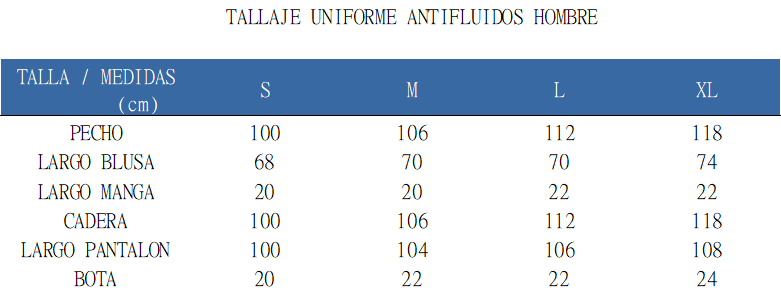 TALLAJE UNIFORME ANTIFLUIDOS HOMBRE
TALLA / MEDIDAS (cm) S M L XL
PECHO 100 106 112 118
LARGO BLUSA 68 70 70 74
LARGO MANGA 20 20 22 22
CADERA 100 106 112 118
LARGO PANTALON 100 104 106 108
BOTA 20 22 22 24